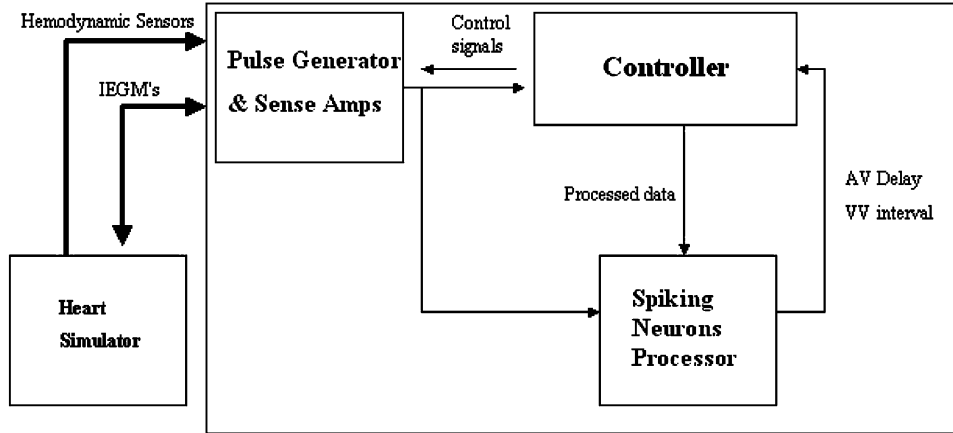 Hemodynamic Sensors
IEGM's
Pulse Generator
& Sense Amps
Control
signals
Controller
Processed data
AV Delay
VV interval
Heart
Simulator
Spiking
Neurons
Processor